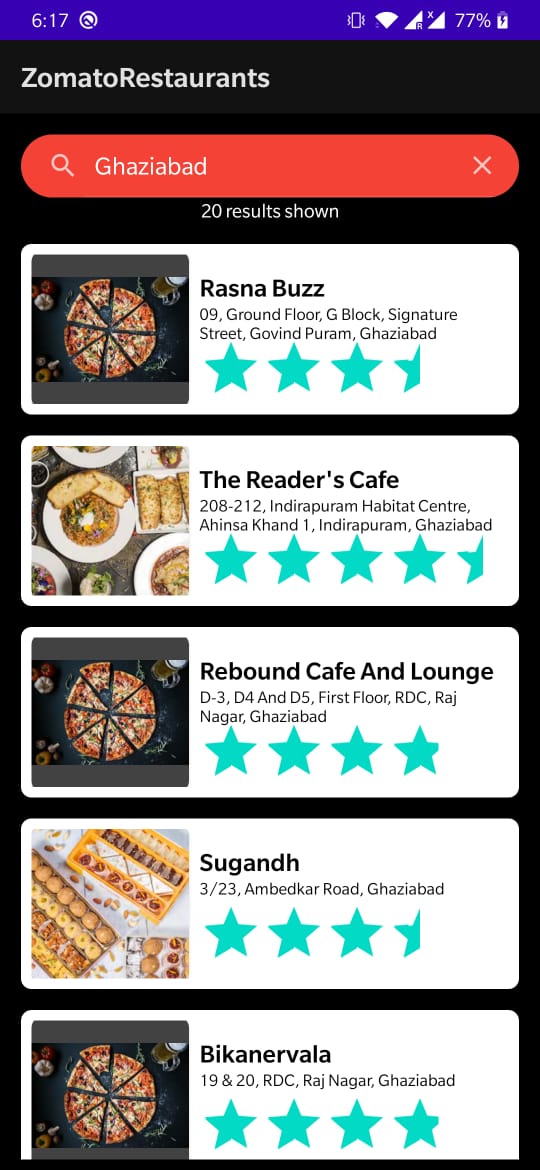 6:17
R
X
77%
ZomatoRestaurants
Ghaziabad
20 results shown
Rasna Buzz
09, Ground Floor, G Block, Signature
Street, Govind Puram, Ghaziabad
The Reader's Cafe
208-212, Indirapuram Habitat Centre,
Ahinsa Khand 1, Indirapuram, Ghaziabad
Rebound Cafe And Lounge
D-3, D4 And D5, First Floor, RDC, Raj
Nagar, Ghaziabad
Sugandh
3/23, Ambedkar Road, Ghaziabad
Bikanervala
19 & 20, RDC, Raj Nagar, Ghaziabad